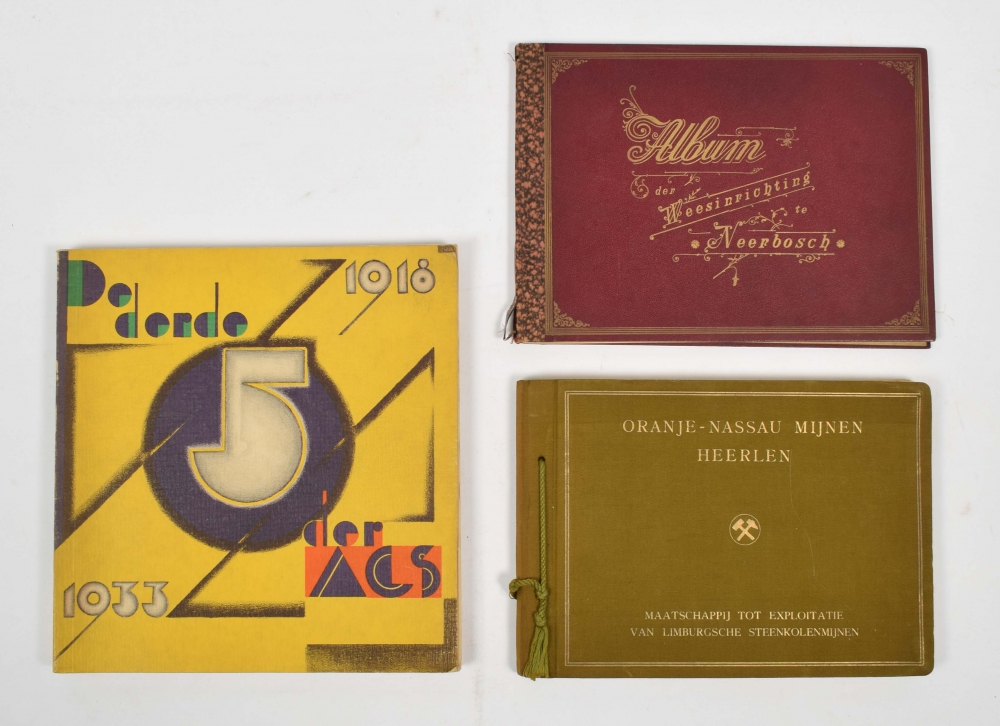 De 1918
derde
5
der
ACS
1933
Album
der
Weesinrichting
te
Neerbosch
ORANJE-NASSAU MIJNEN
HEERLEN
MAATSCHAPPIJ TOT EXPLOITATIE
VAN LIMBURGSCHE STEENKOLENMIJNEN